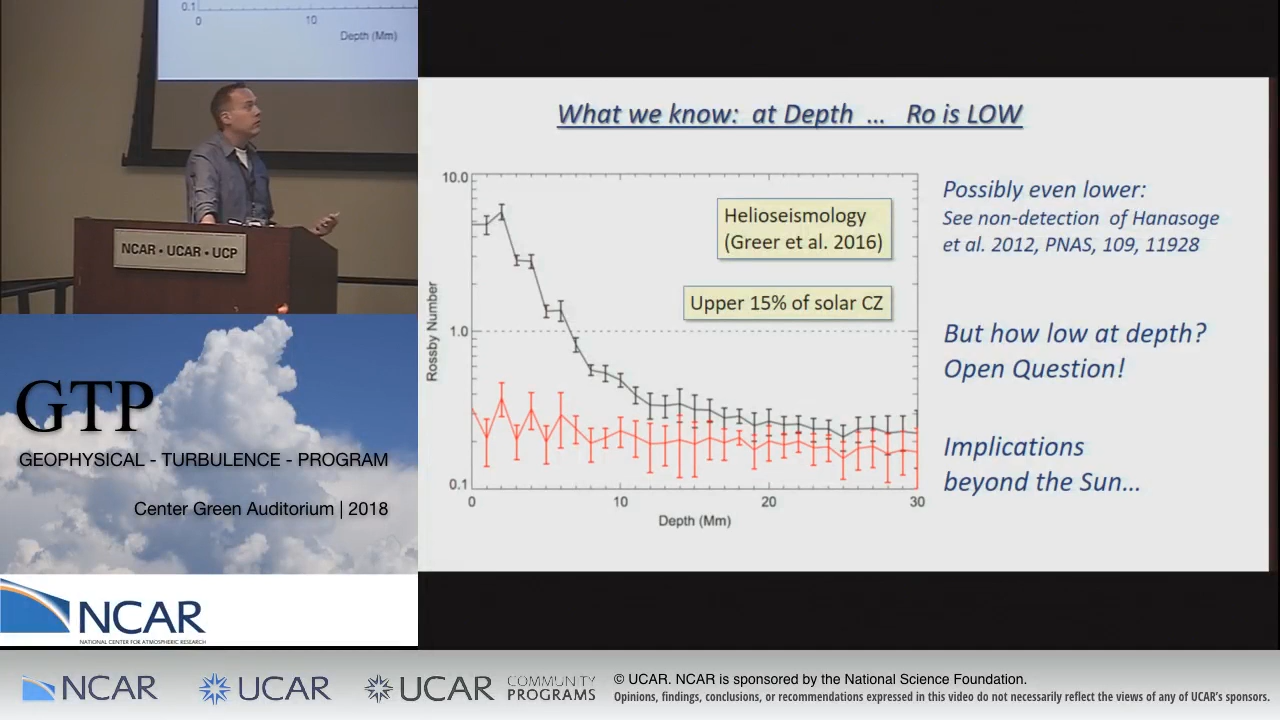 0.1
0
10
Depth (Mm)
NCAR • UCAR • UCP
GTP
GEOPHYSICAL - TURBULENCE - PROGRAM
Center Green Auditorium | 2018
NCAR
NATIONAL CENTER FOR ATMOSPHERIC RESEARCH
What we know: at Depth ... Ro is LOW
10.0
1.0
0.1
Rossby Number
0
10
20
30
Depth (Mm)
Helioseismology
(Greer et al. 2016)
Upper 15% of solar CZ
Possibly even lower:
See non-detection of Hanasoge
et al. 2012, PNAS, 109, 11928
But how low at depth?
Open Question!
Implications
beyond the Sun...
NCAR
UCAR
UCAR
COMMUNITY
PROGRAMS
© UCAR. NCAR is sponsored by the National Science Foundation.
Opinions, findings, conclusions, or recommendations expressed in this video do not necessarily reflect the views of any of UCAR's sponsors.